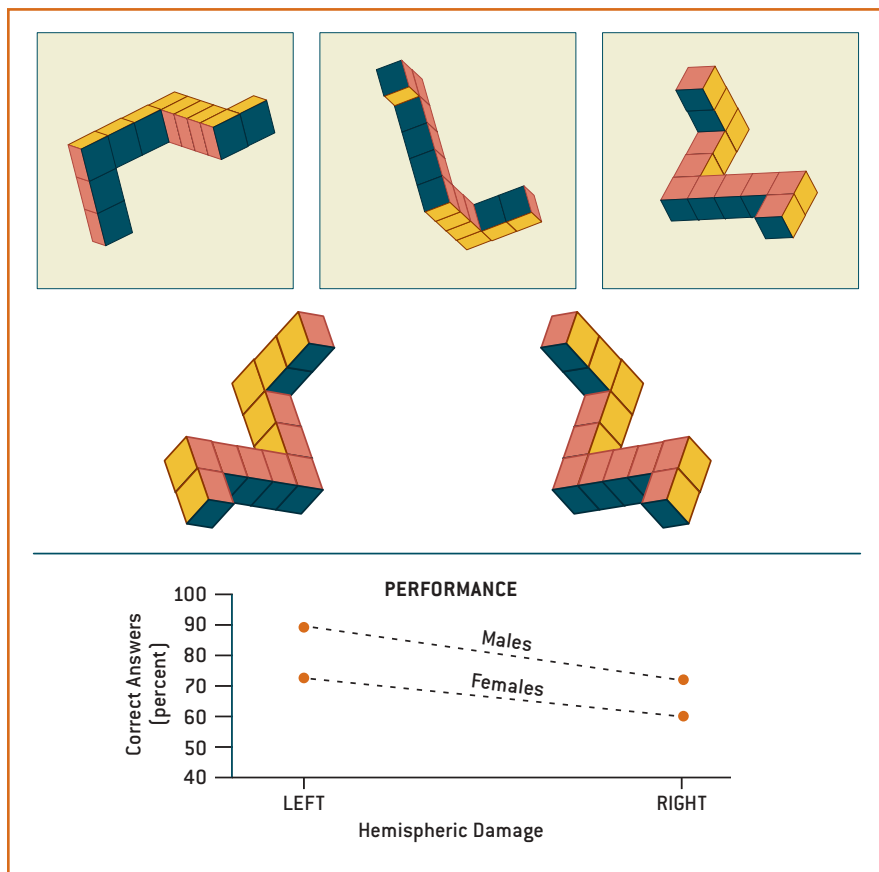 PERFORMANCE
Correct Answers
(percent)
100
90
80
70
60
50
40
Males
Females
LEFT
RIGHT
Hemispheric Damage